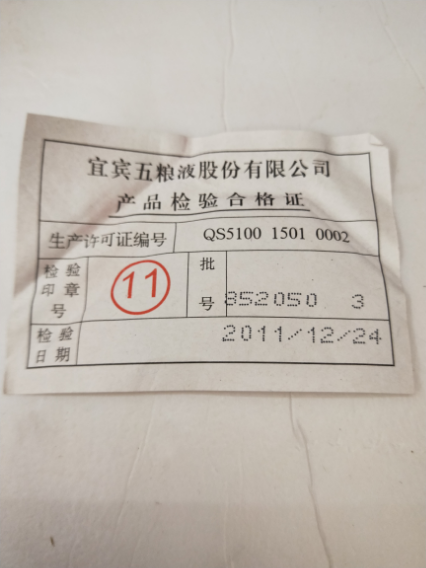 宜宾五粮液股份有限公司
产品检验合格证
生产许可证编号 QS5100 1501 0002
检验印章号 11 批号 852050 3
检验日期 2011/12/24